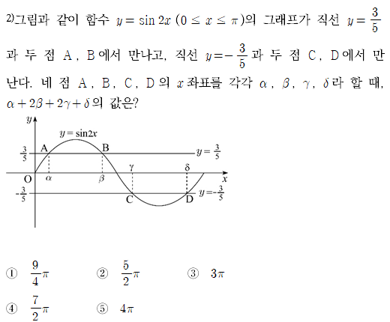 2)그림과 같이 함수 y = sin 2x (0 ≤ x ≤ π)의 그래프가 직선 y = 3/5
과 두 점 A, B에서 만나고, 직선 y = -3/5 과 두 점 C, D에서 만
난다. 네 점 A, B, C, D의 x좌표를 각각 α, β, γ, δ라 할 때,
α+2β+2γ+δ의 값은?
y
y = sin2x
3/5 A B y = 3/5
γ δ
O α β x
-3/5 C D y = -3/5
① 9/4 π ② 5/2 π ③ 3π
④ 7/2 π ⑤ 4π